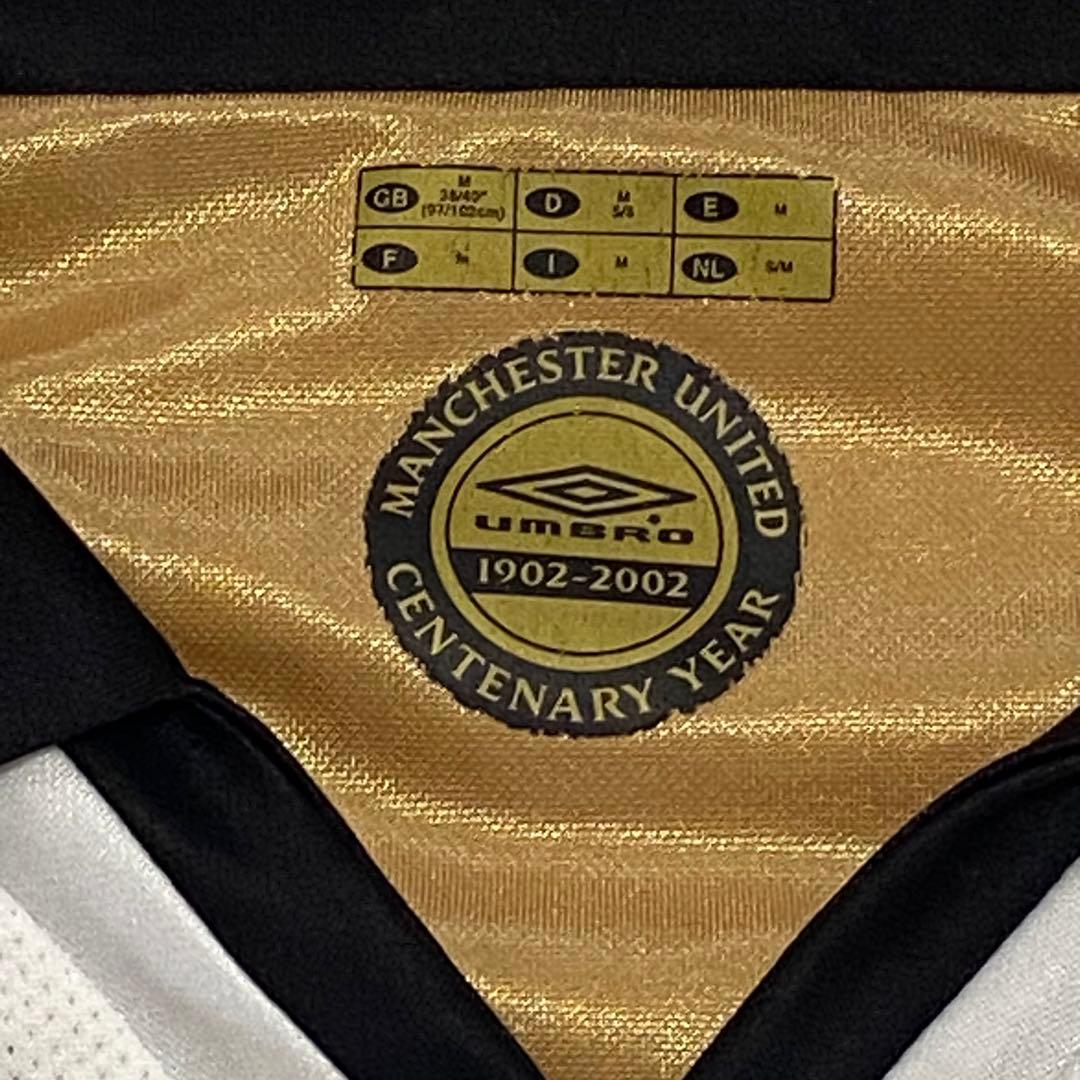 GB M 38/40" (97/102cm) D M 5/6 E M
F I M NL S/M
MANCHESTER UNITED
UMBRO
1902-2002
CENTENARY YEAR